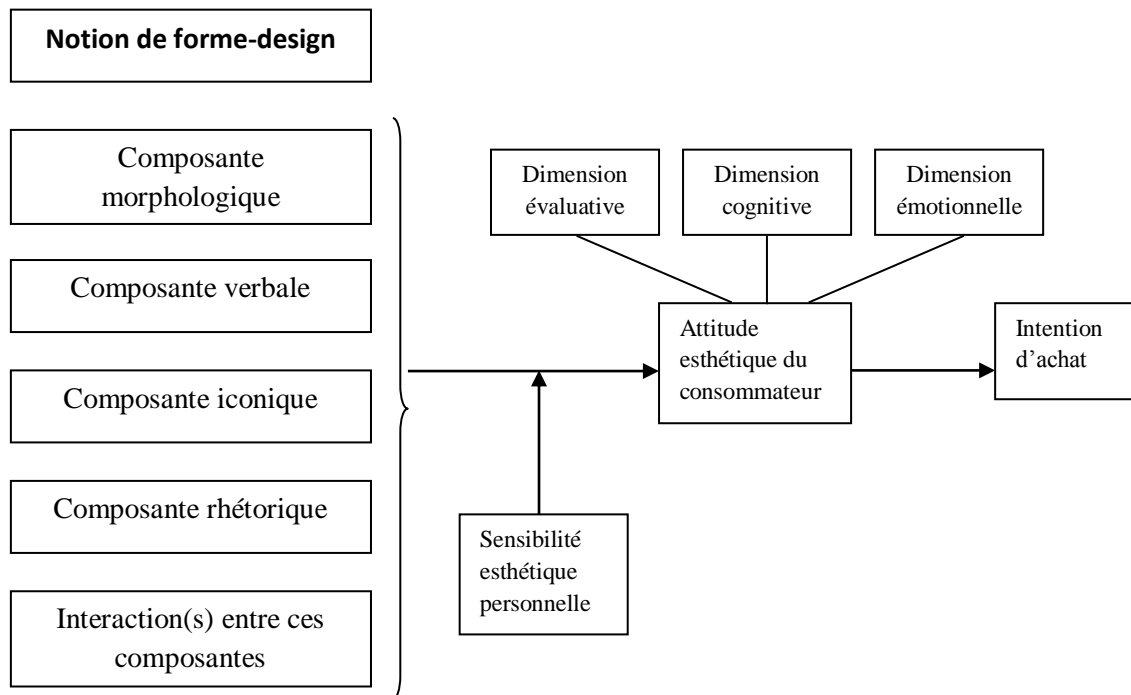 Notion de forme-design
Composante
morphologique
Composante verbale
Composante iconique
Composante rhétorique
Interaction(s) entre ces
composantes
Dimension
évaluative
Dimension
cognitive
Dimension
émotionnelle
Attitude
esthétique du
consommateur
Intention
d’achat
Sensibilité
esthétique
personnelle